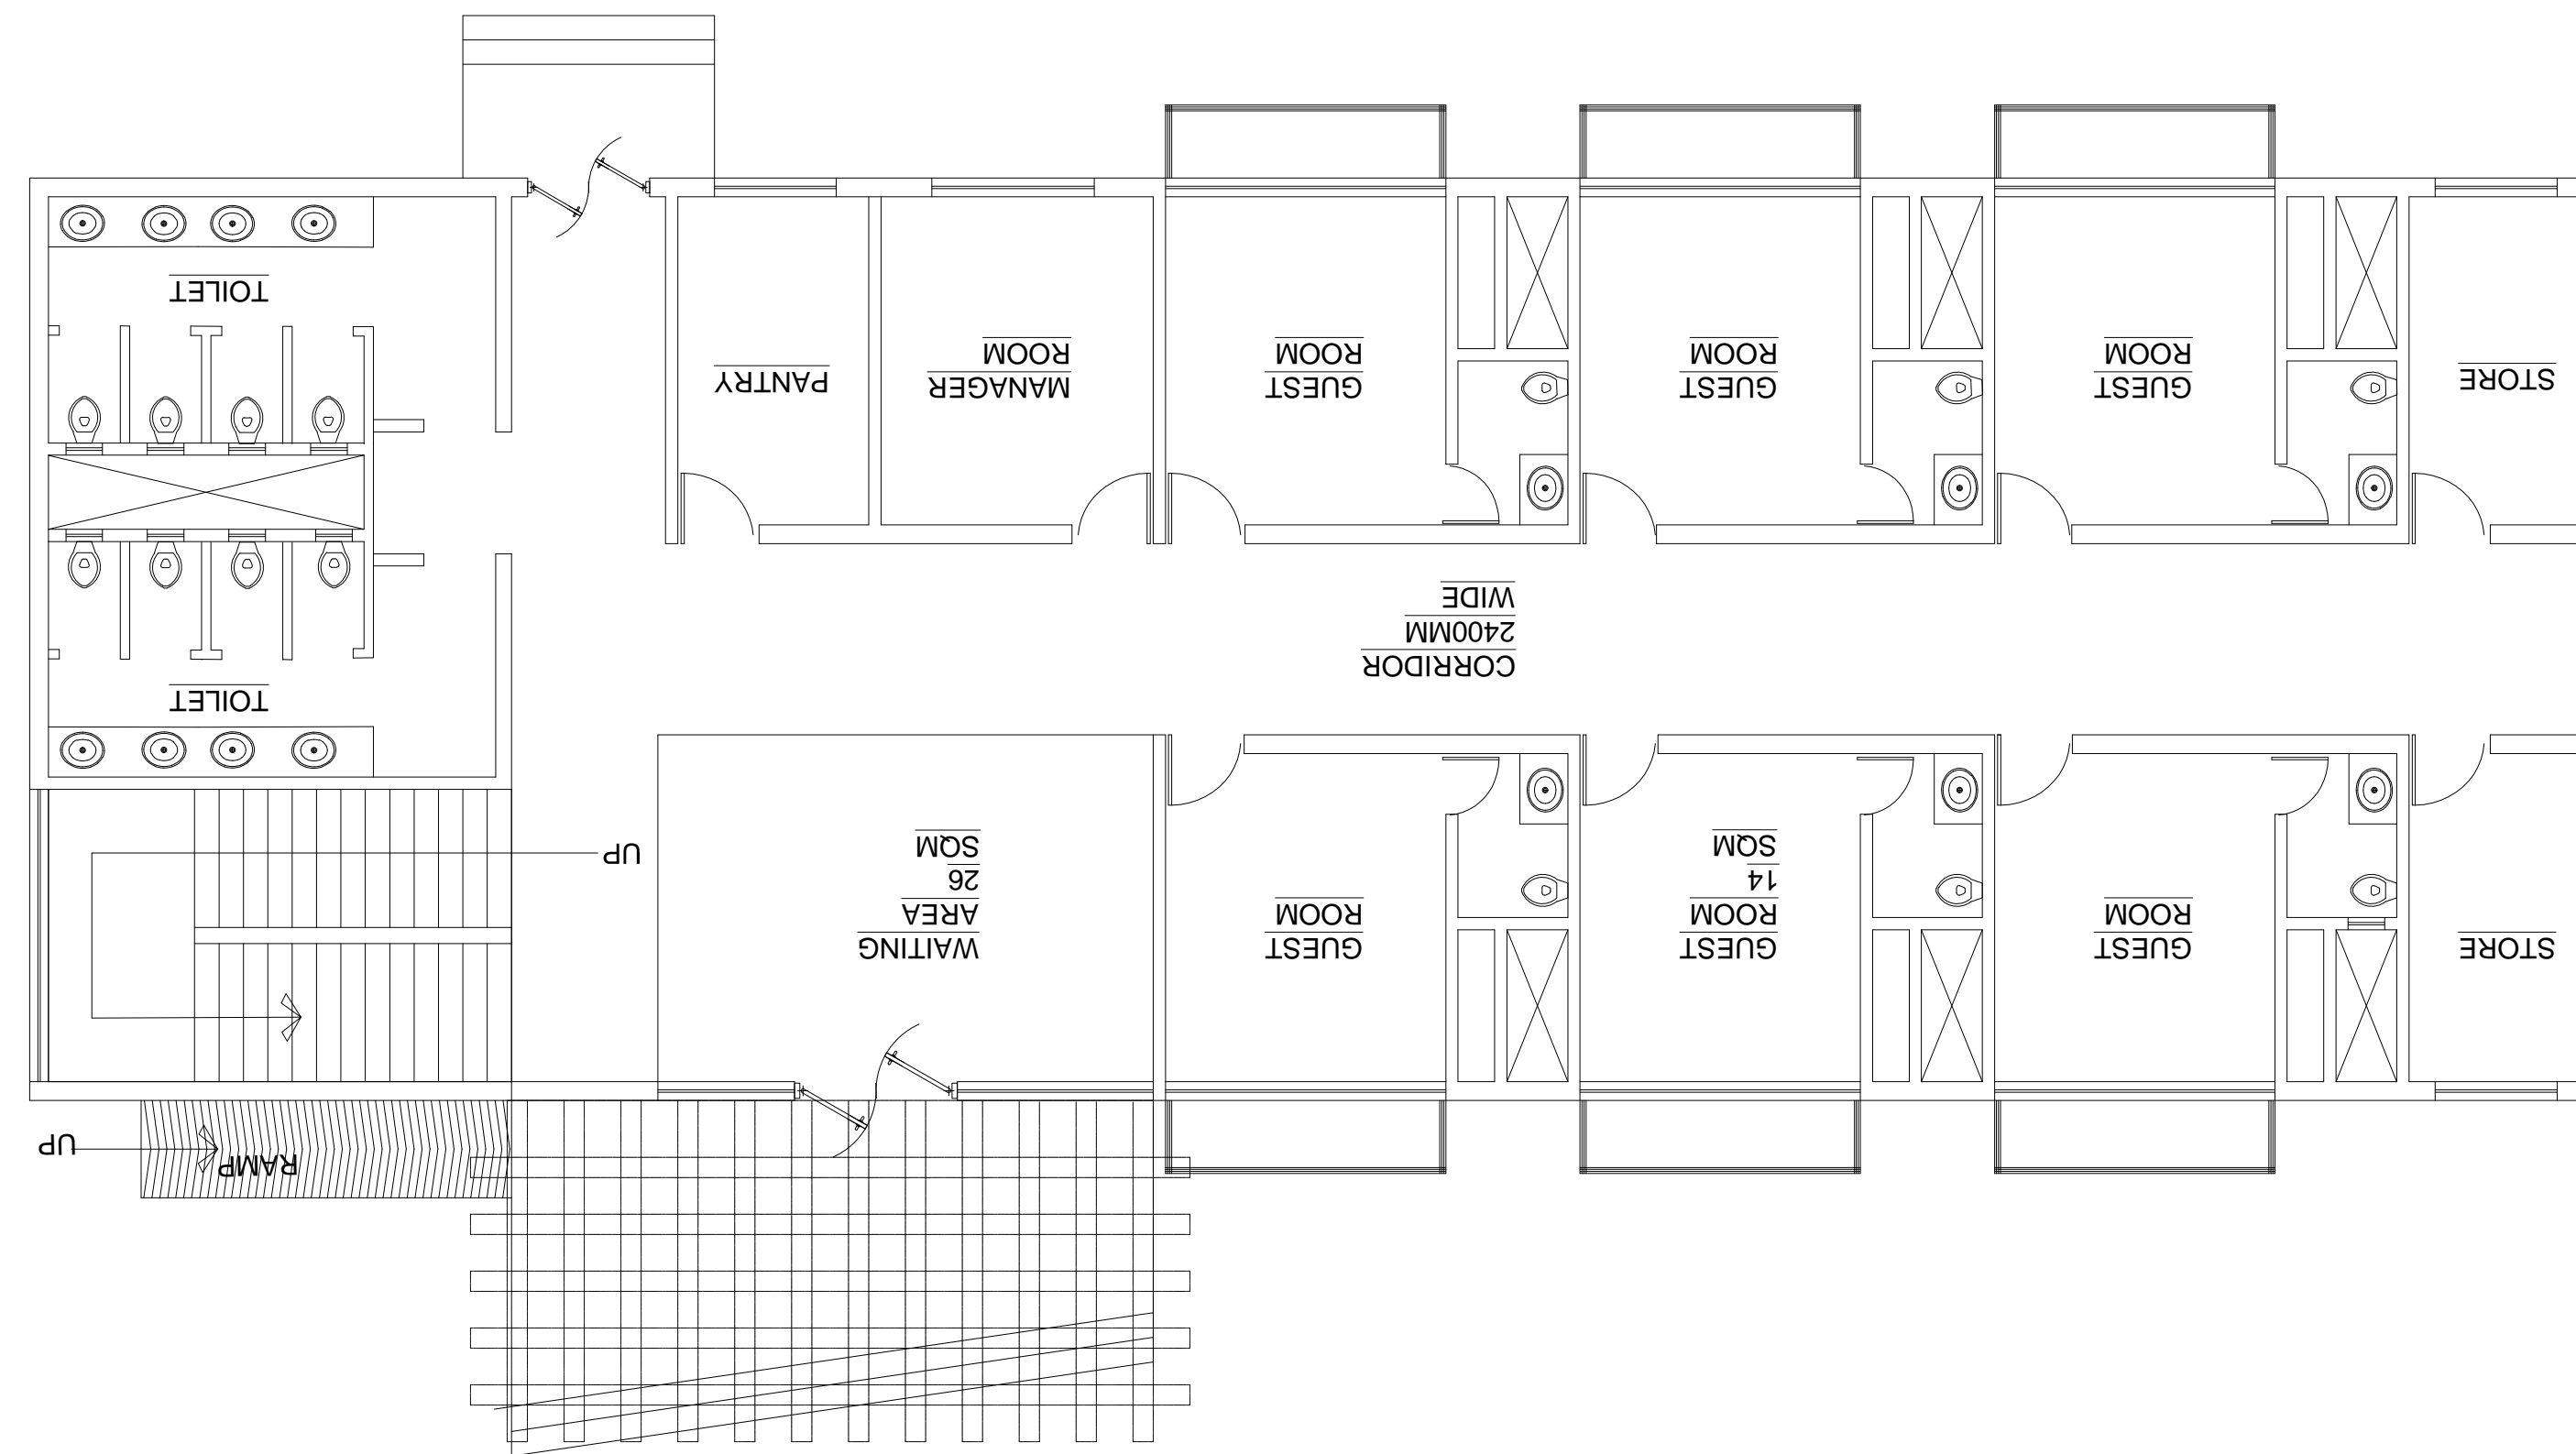 RAMP
UP
STORE
GUEST
ROOM
GUEST
ROOM
14
SQM
GUEST
ROOM
WAITING
AREA
26
SQM
UP
TOILET
CORRIDOR
2400MM
WIDE
STORE
GUEST
ROOM
GUEST
ROOM
GUEST
ROOM
MANAGER
ROOM
PANTRY
TOILET